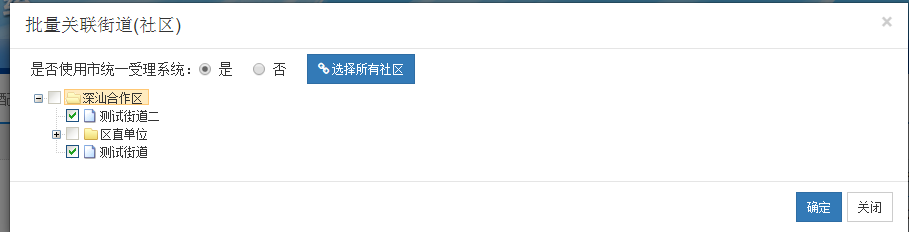 批量关联街道(社区)
×
是否使用市统一受理系统： 是 否 选择所有社区
深汕合作区
测试街道二
区直单位
测试街道
确定 关闭